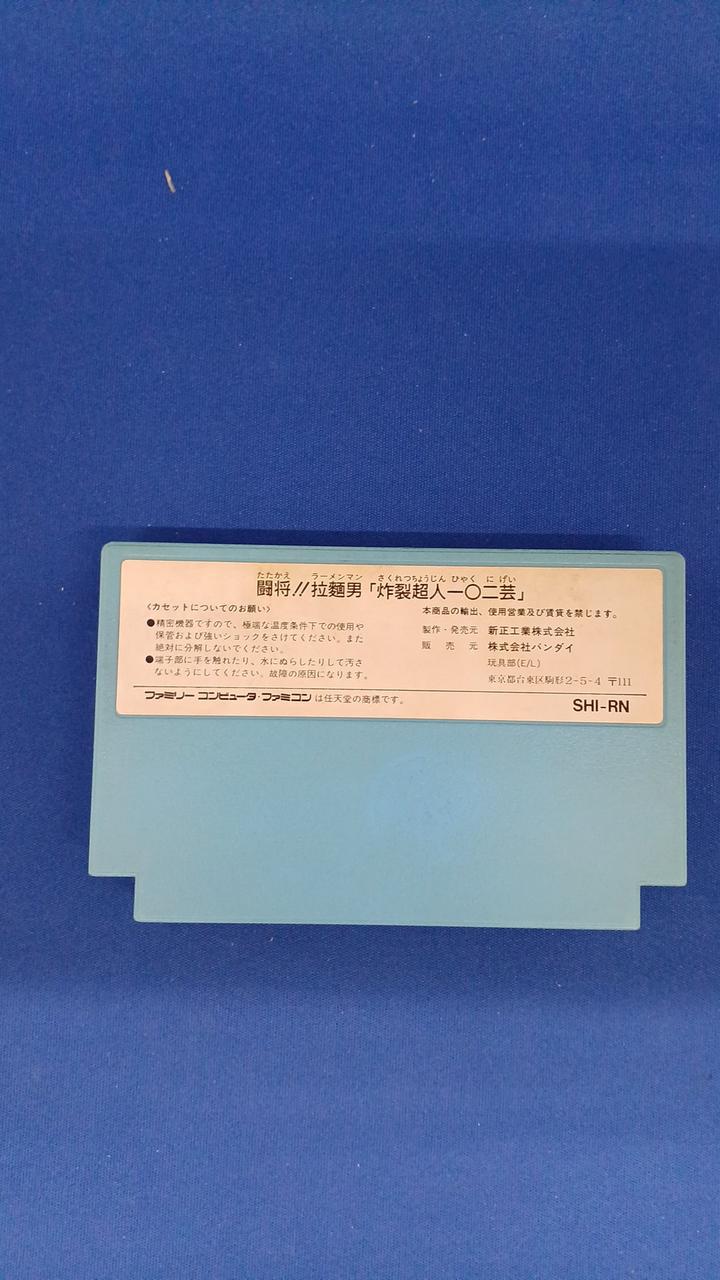 たたかえ ラーメンマン さくれつちょうじん ひゃく に げい
闘将!!拉麵男「炸裂超人一〇二芸」
〈カセットについてのお願い〉
●精密機器ですので、極端な温度条件下での使用や
保管および強いショックをさけてください。また
絶対に分解しないでください。
●端子部に手を触れたり、水にぬらしたりして汚さ
ないようにしてください。故障の原因になります。
本商品の輸出、使用営業及び賃貸を禁じます。
製作・発売元 新正工業株式会社
販売元 株式会社バンダイ
玩具部(E/L)
東京都台東区駒形2-5-4 〒111
ファミリーコンピュータ・ファミコンは任天堂の商標です。
SHI-RN